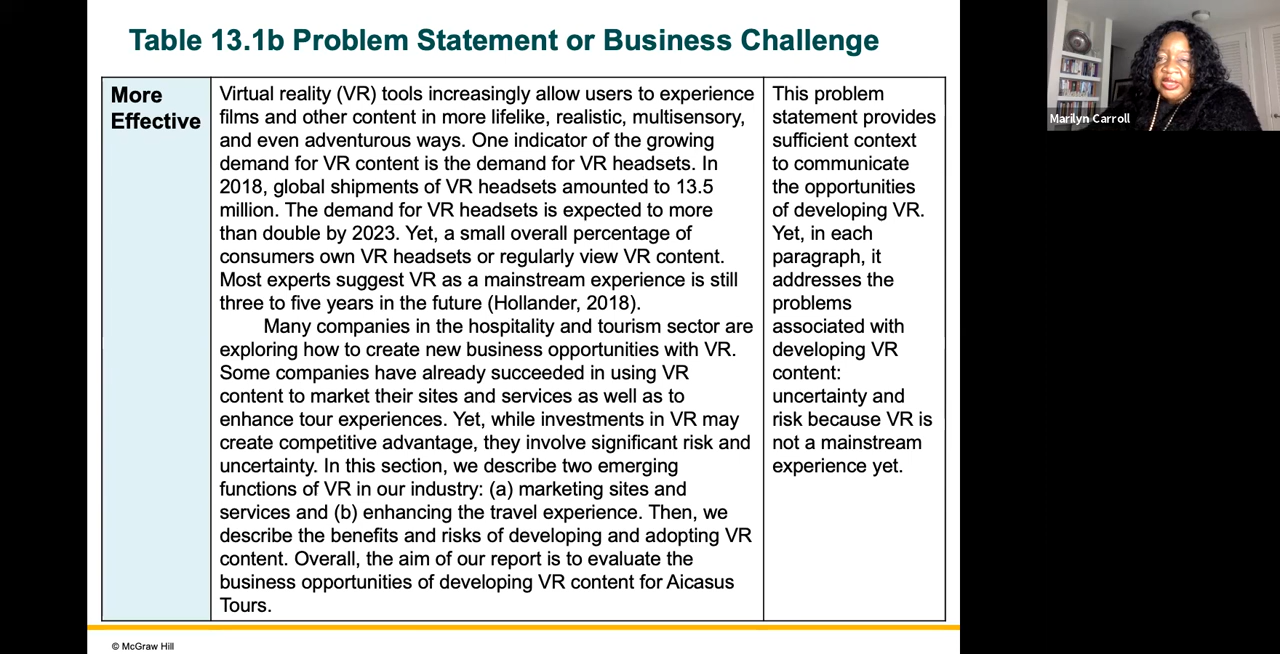 Table 13.1b Problem Statement or Business Challenge
More
Effective
Virtual reality (VR) tools increasingly allow users to experience
films and other content in more lifelike, realistic, multisensory,
and even adventurous ways. One indicator of the growing
demand for VR content is the demand for VR headsets. In
2018, global shipments of VR headsets amounted to 13.5
million. The demand for VR headsets is expected to more
than double by 2023. Yet, a small overall percentage of
consumers own VR headsets or regularly view VR content.
Most experts suggest VR as a mainstream experience is still
three to five years in the future (Hollander, 2018).
Many companies in the hospitality and tourism sector are
exploring how to create new business opportunities with VR.
Some companies have already succeeded in using VR
content to market their sites and services as well as to
enhance tour experiences. Yet, while investments in VR may
create competitive advantage, they involve significant risk and
uncertainty. In this section, we describe two emerging
functions of VR in our industry: (a) marketing sites and
services and (b) enhancing the travel experience. Then, we
describe the benefits and risks of developing and adopting VR
content. Overall, the aim of our report is to evaluate the
business opportunities of developing VR content for Aicasus
Tours.
This problem
statement provides
sufficient context
to communicate
the opportunities
of developing VR.
Yet, in each
paragraph, it
addresses the
problems
associated with
developing VR
content:
uncertainty and
risk because VR is
not a mainstream
experience yet.
© McGraw Hill
Marilyn Carroll